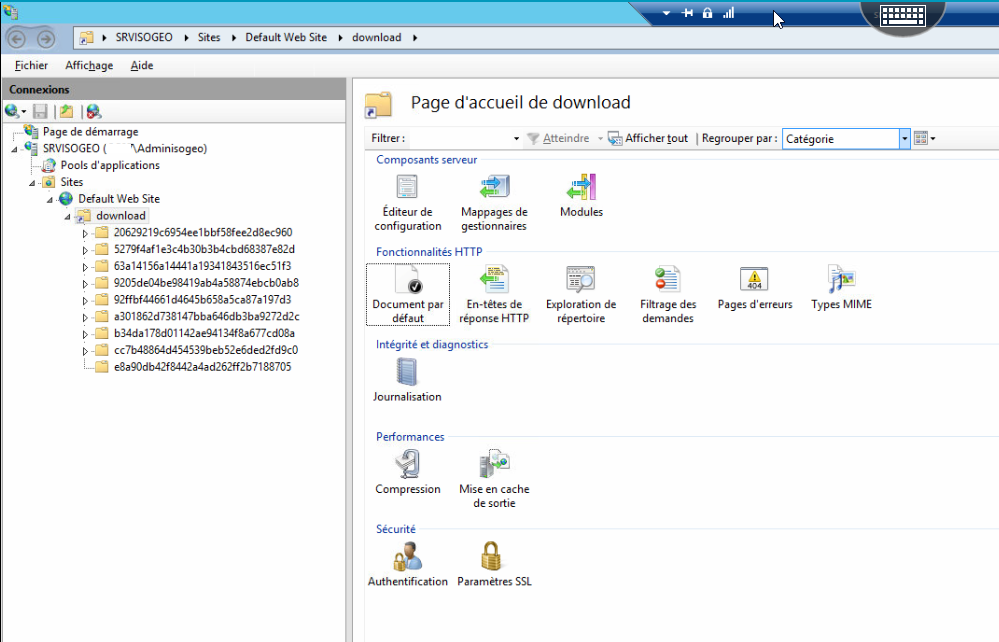 SRVISOGEO Sites Default Web Site download
Fichier Affichage Aide
Connexions
Page de démarrage
SRVISOGEO ( \Adminisogeo)
Pools d'applications
Sites
Default Web Site
download
20629219c6954ee1bbf58fee2d8ec960
5279f4af1e3c4b30b3b4cbd68387e82d
63a14156a14441a19341843516ec51f3
9205de04be98419ab4a58874ebcb0ab8
92ffbf44661d4645b658a5ca87a197d3
a301862d738147bba646db3ba9272d2c
b34da178d01142ae94134f8a677cd08a
cc7b48864d454539beb52e6ded2fd9c0
e8a90db42f8442a4ad262ff2b7188705
Page d'accueil de download
Filtrer : Atteindre Afficher tout Regrouper par : Catégorie
Composants serveur
Éditeur de
configuration
Mappages de
gestionnaires
Modules
Fonctionnalités HTTP
Document par
défaut
En-têtes de
réponse HTTP
Exploration de
répertoire
Filtrage des
demandes
404
Pages d'erreurs
Types MIME
Intégrité et diagnostics
Journalisation
Performances
Compression
Mise en cache
de sortie
Sécurité
Authentification
Paramètres SSL